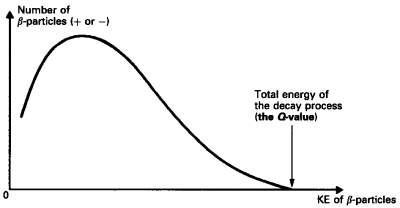 Number of
β-particles (+ or –)
Total energy of
the decay process
(the Q-value)
0
KE of β-particles